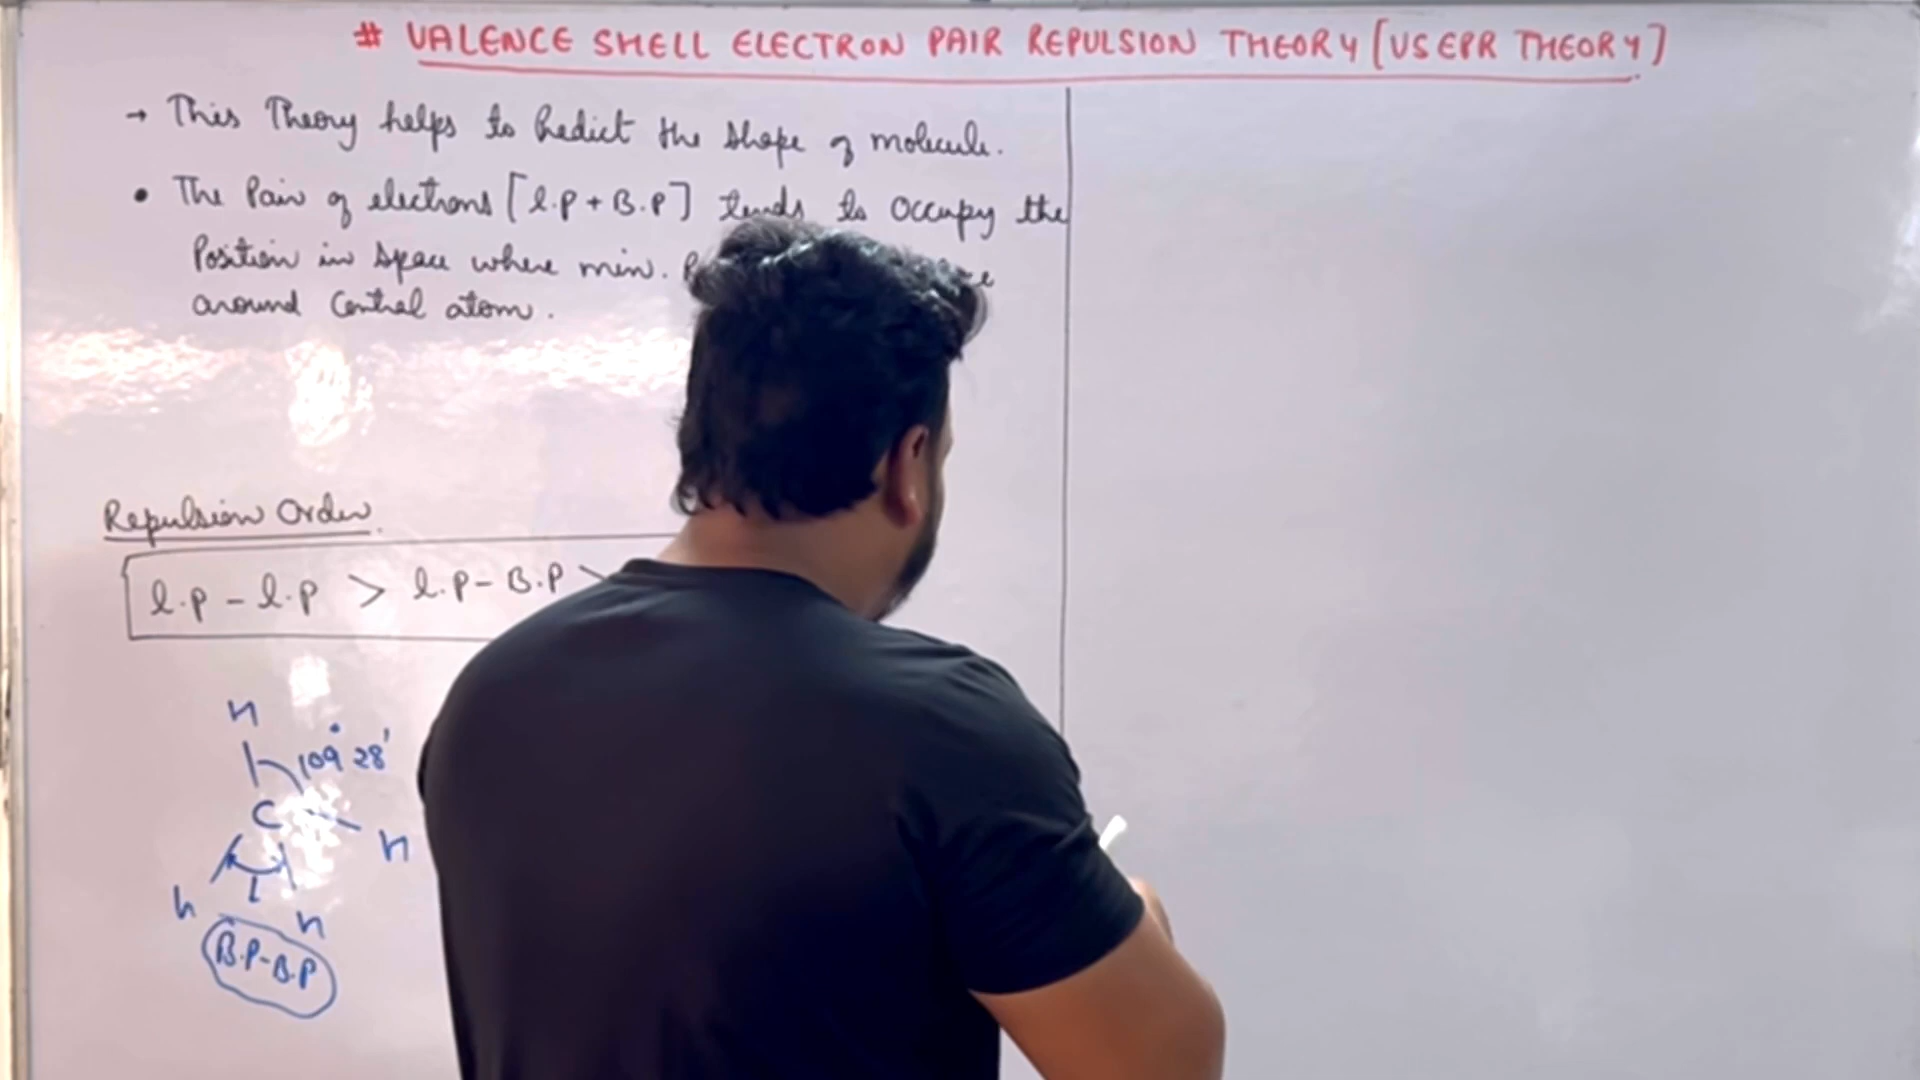 # VALENCE SHELL ELECTRON PAIR REPULSION THEORY [VSEPR THEORY]
→ This Theory helps to Predict the shape of molecule.
• The Pair of electrons [l.p + B.P] tends to occupy the
Position in space where min.
around Central atom.
Repulsion Order
l.p - l.p > l.p - B.P >
H
109° 28'
C
H
H
H
B.P-B.P